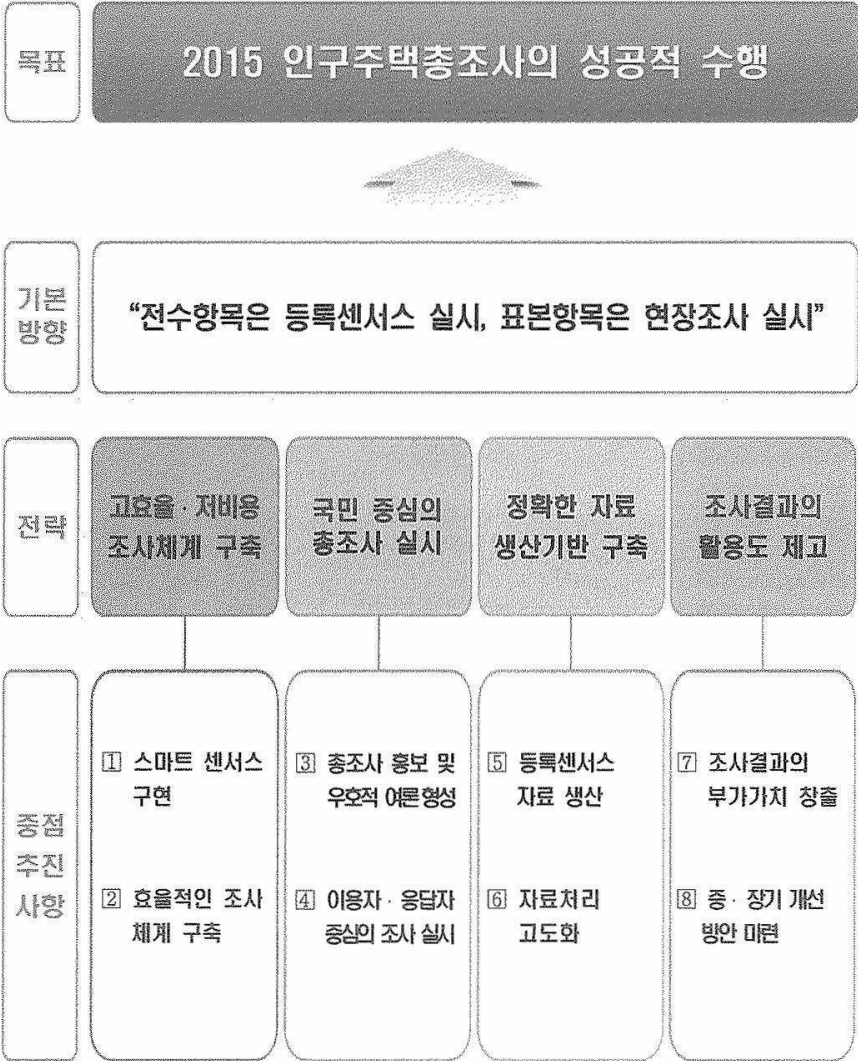 목표
2015 인구주택총조사의 성공적 수행
기본
방향
“전수항목은 등록센서스 실시, 표본항목은 현장조사 실시”
전략
고효율·저비용
조사체계 구축
국민 중심의
총조사 실시
정확한 자료
생산기반 구축
조사결과의
활용도 제고
중점
추진
사항
1 스마트 센서스
구현
2 효율적인 조사
체계 구축
3 총조사 홍보 및
우호적 여론형성
4 이용자·응답자
중심의 조사 실시
5 등록센서스
자료 생산
6 자료처리
고도화
7 조사결과의
부가가치 창출
8 중·장기 개선
방안 마련